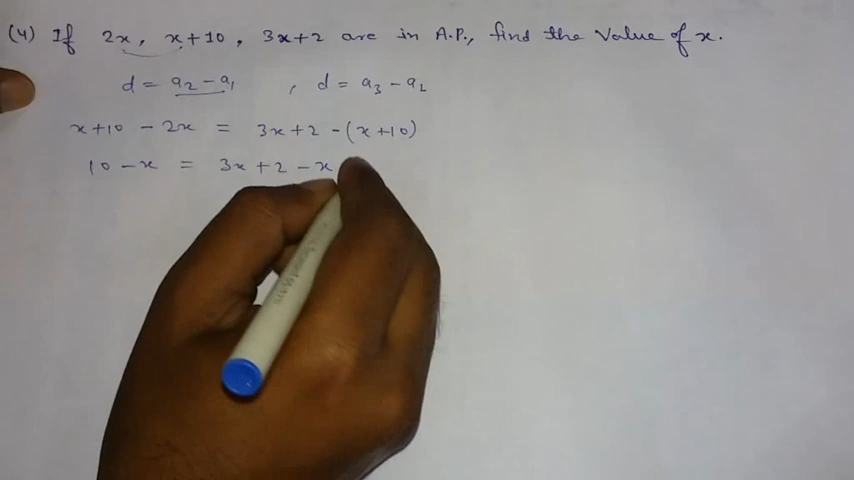 (4) If 2x, x+10, 3x+2 are in A.P., find the Value of x.
d = a₂ - a₁ , d = a₃ - a₂
x+10 - 2x = 3x+2 - (x+10)
10 - x = 3x+2 - x